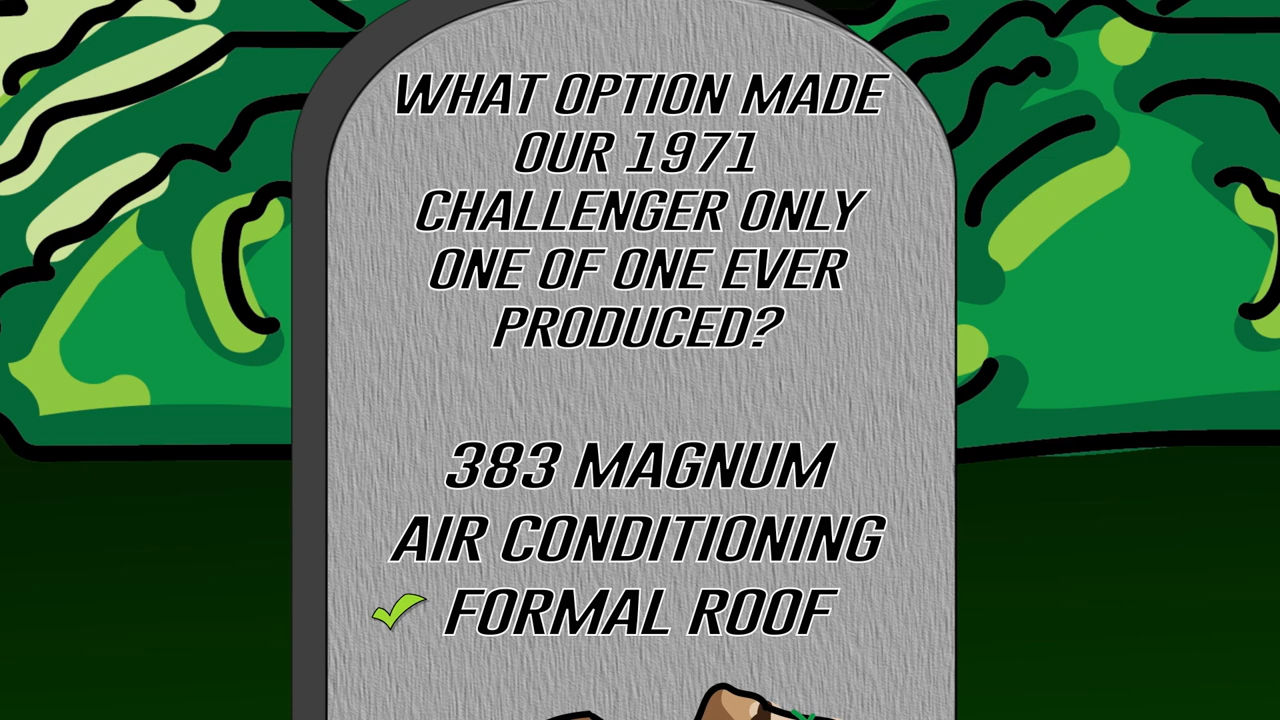 WHAT OPTION MADE
OUR 1971
CHALLENGER ONLY
ONE OF ONE EVER
PRODUCED?
383 MAGNUM
AIR CONDITIONING
FORMAL ROOF